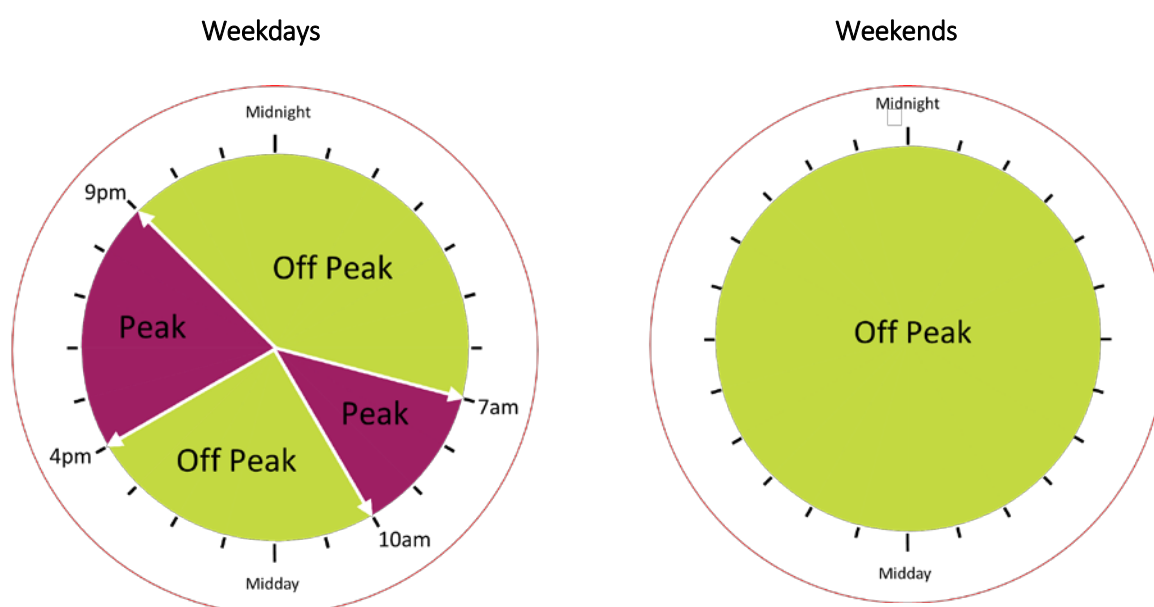 Weekdays
Midnight
9pm
Off Peak
Peak
7am
Peak
4pm
Off Peak
10am
Midday
Weekends
Midnight
Off Peak
Midday